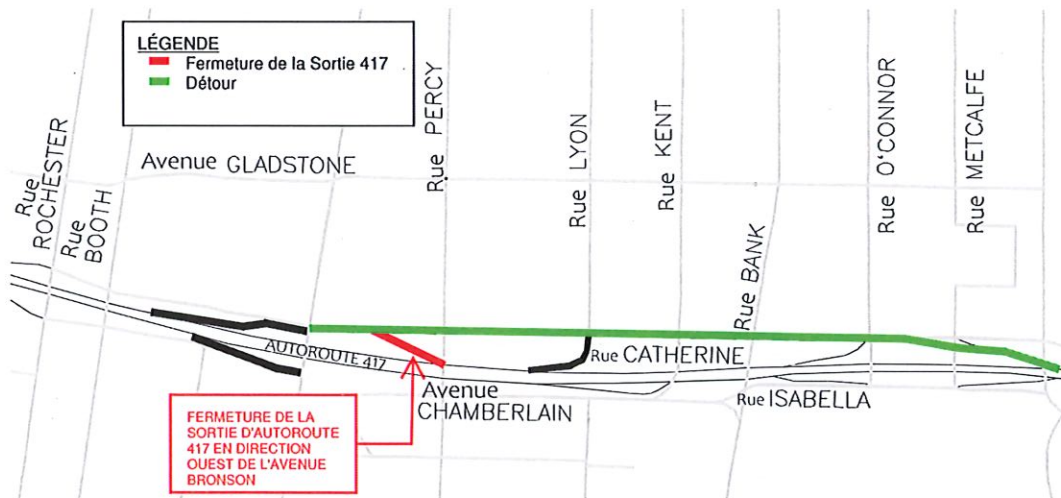 LÉGENDE
Fermeture de la Sortie 417
Détour
Rue PERCY
Rue LYON
Rue KENT
Rue O'CONNOR
Rue METCALFE
Avenue GLADSTONE
Rue
ROCHESTER
Rue
BOOTH
Rue BANK
AUTOROUTE 417
Rue CATHERINE
Avenue
CHAMBERLAIN
Rue ISABELLA
FERMETURE DE LA
SORTIE D'AUTOROUTE
417 EN DIRECTION
OUEST DE L'AVENUE
BRONSON